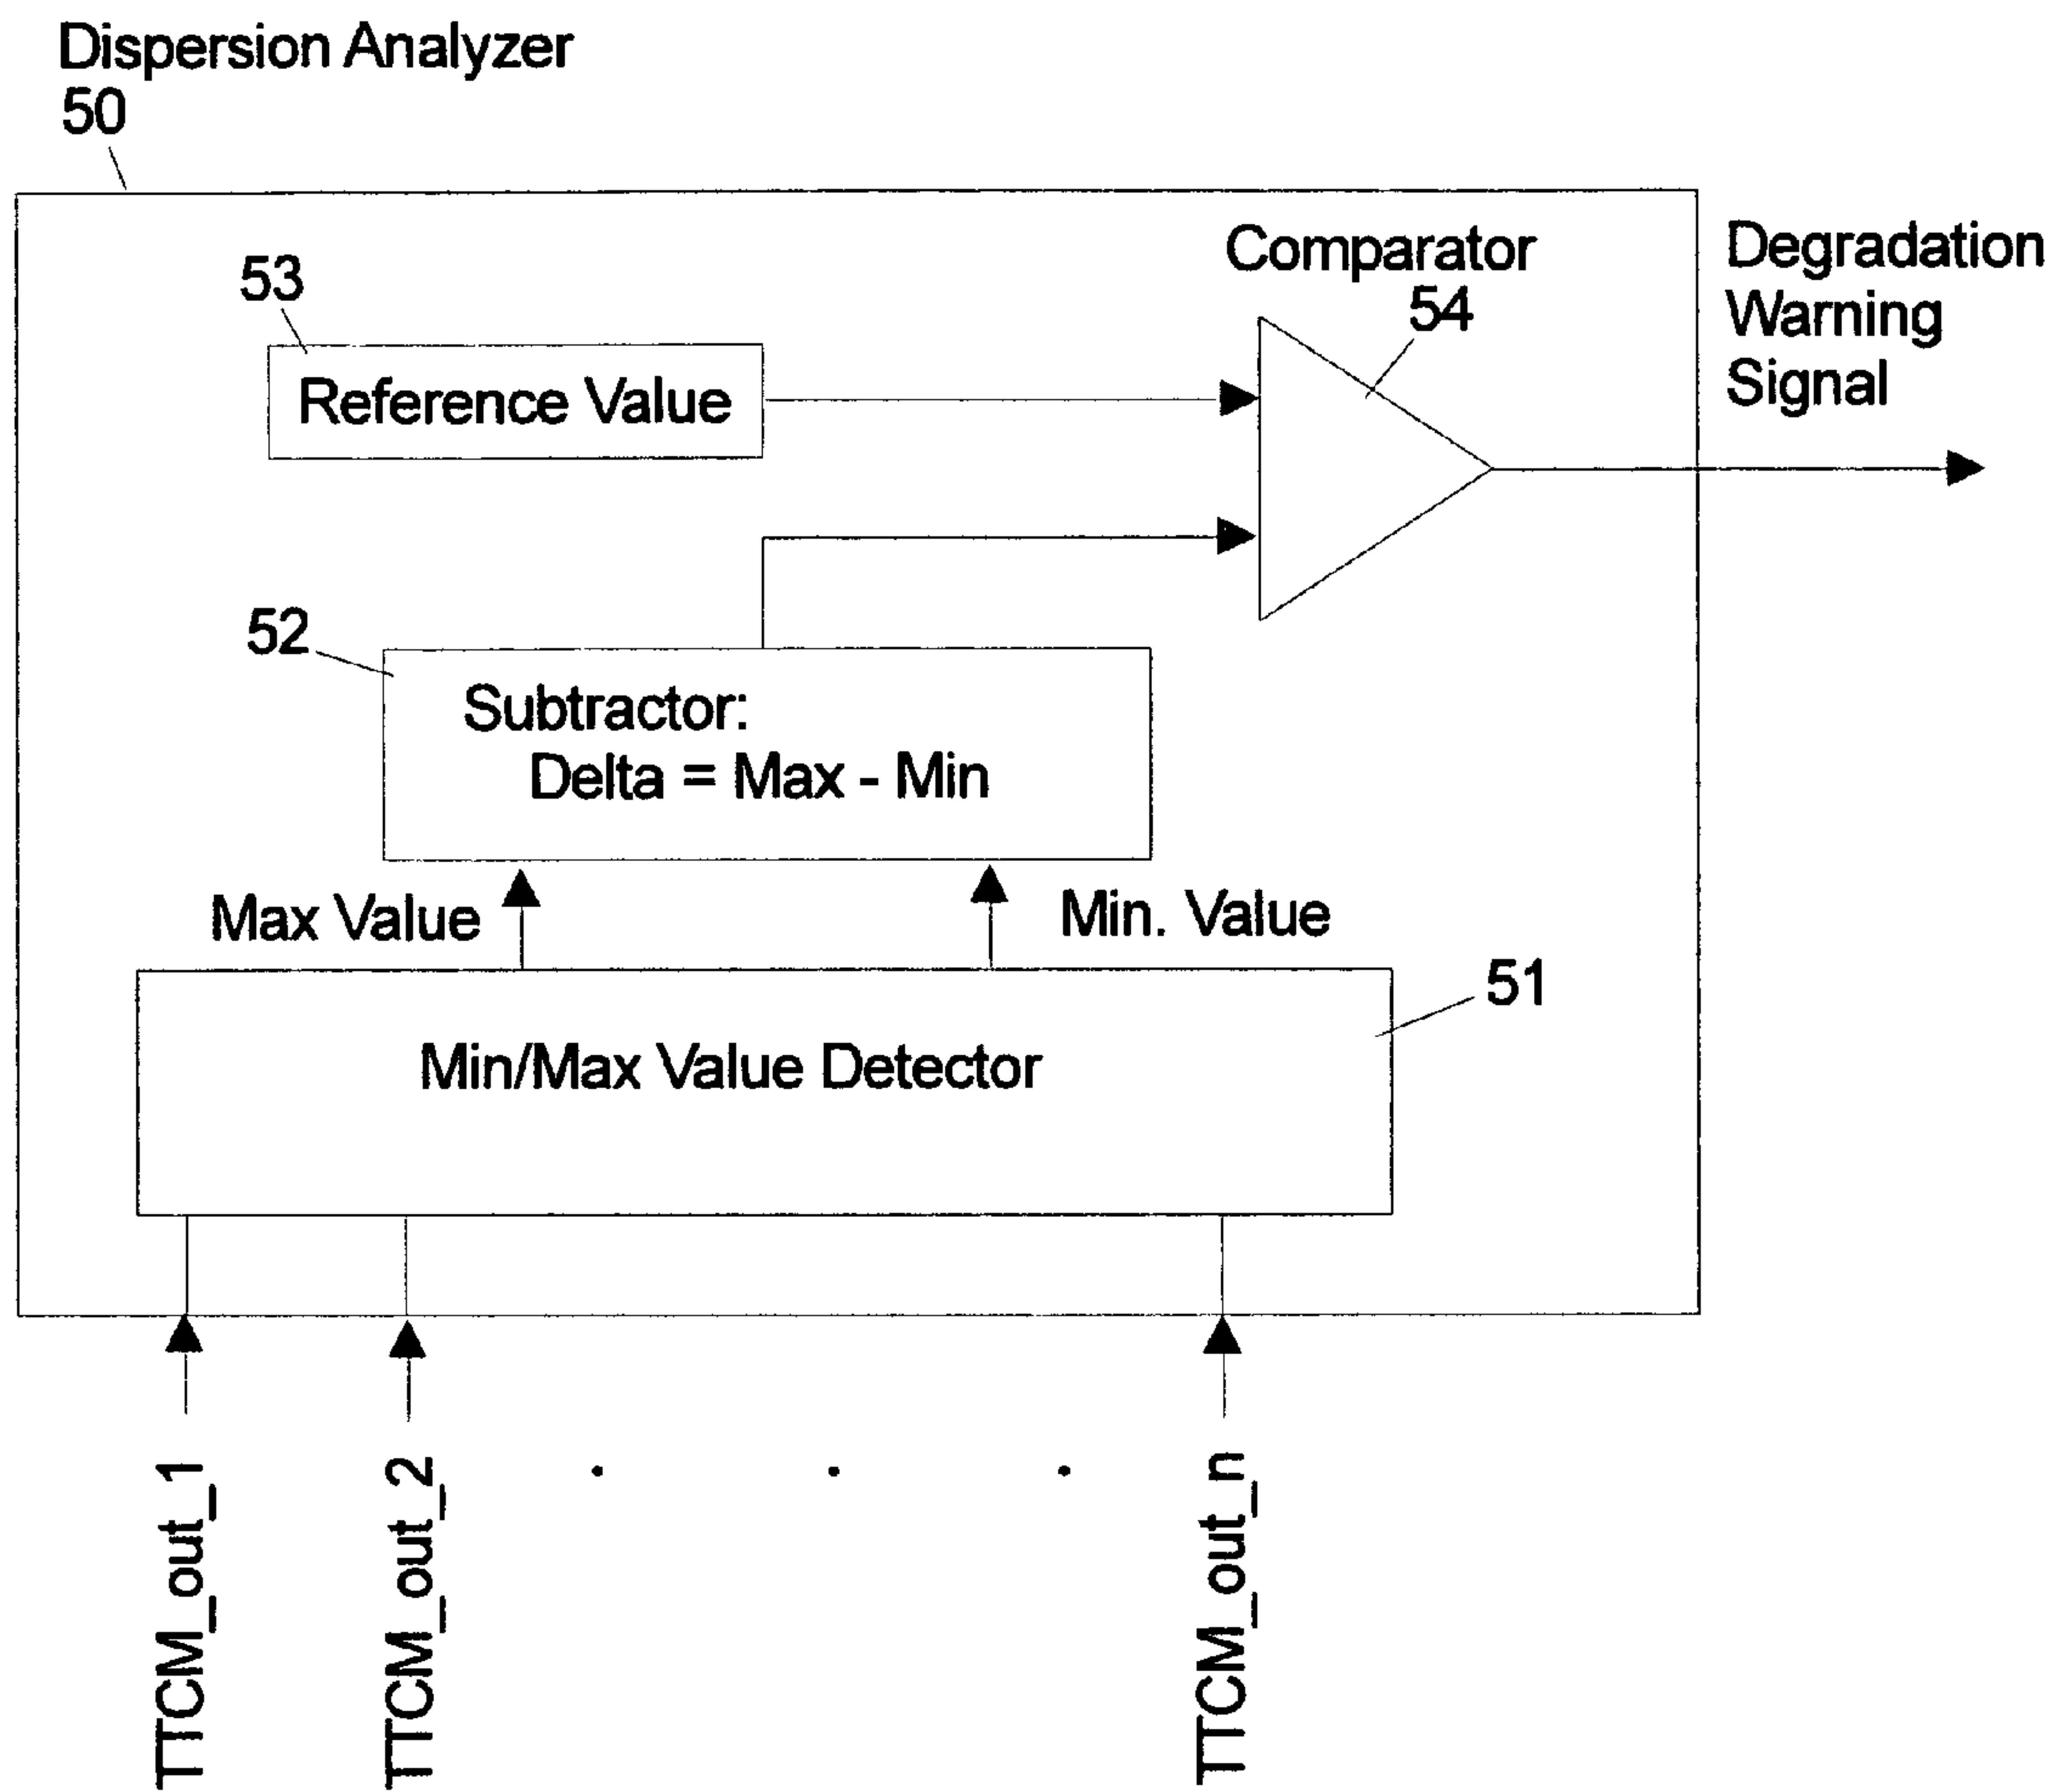 Dispersion Analyzer
50
53
Reference Value
Comparator
54
Degradation
Warning
Signal
52
Subtractor:
Delta = Max - Min
Max Value
Min. Value
51
Min/Max Value Detector
TTCM_out_1
TTCM_out_2
. . .
TTCM_out_n